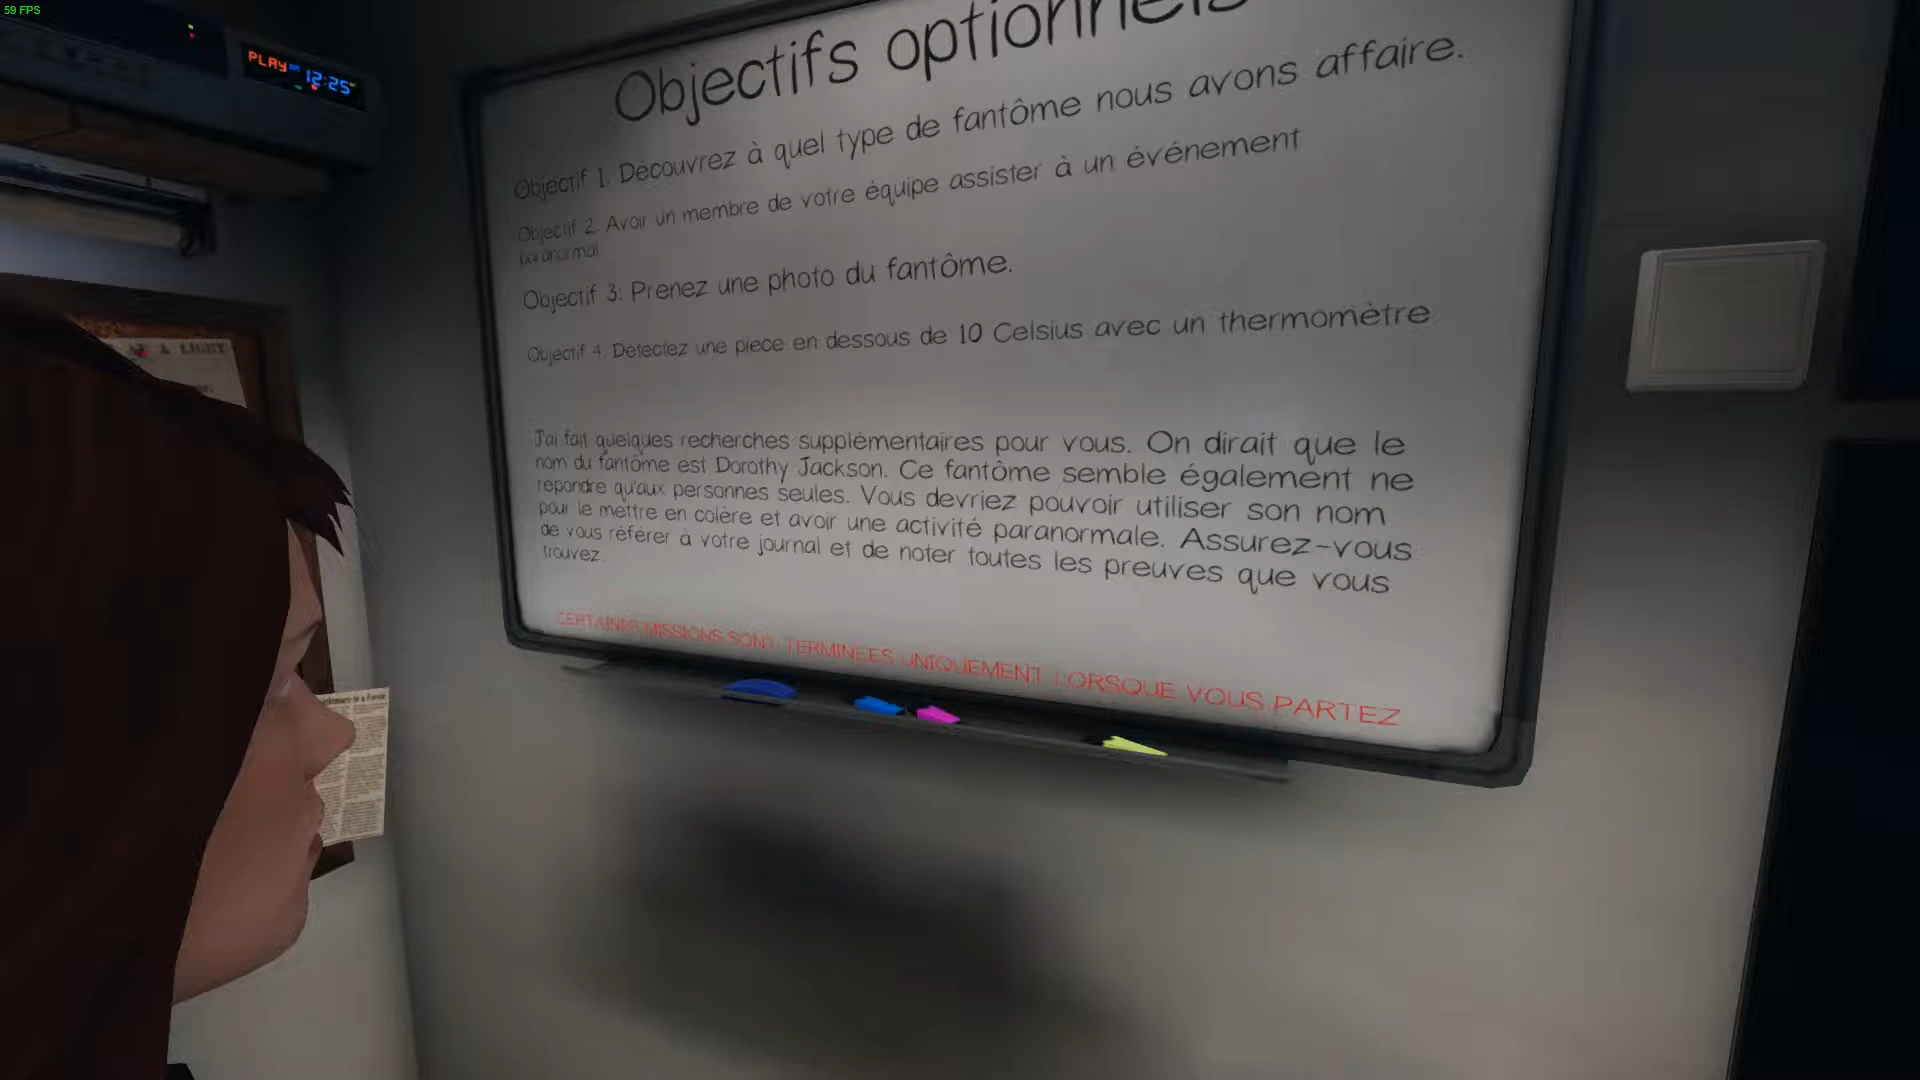 59 FPS
PLAY 12:25
Objectifs optionnels
Objectif 1. Découvrez à quel type de fantôme nous avons affaire.
Objectif 2. Avoir un membre de votre équipe assister à un événement
paranormal
Objectif 3: Prenez une photo du fantôme.
Objectif 4. Detectez une piece en dessous de 10 Celsius avec un thermomètre
J'ai fait quelques recherches supplémentaires pour vous. On dirait que le
nom du fantôme est Dorothy Jackson. Ce fantôme semble également ne
repondre qu'aux personnes seules. Vous devriez pouvoir utiliser son nom
pour le mettre en colère et avoir une activité paranormale. Assurez-vous
de vous référer à votre journal et de noter toutes les preuves que vous
trouvez.
CERTAINES MISSIONS SONT TERMINEES UNIQUEMENT LORSQUE VOUS PARTEZ
A LIGHT